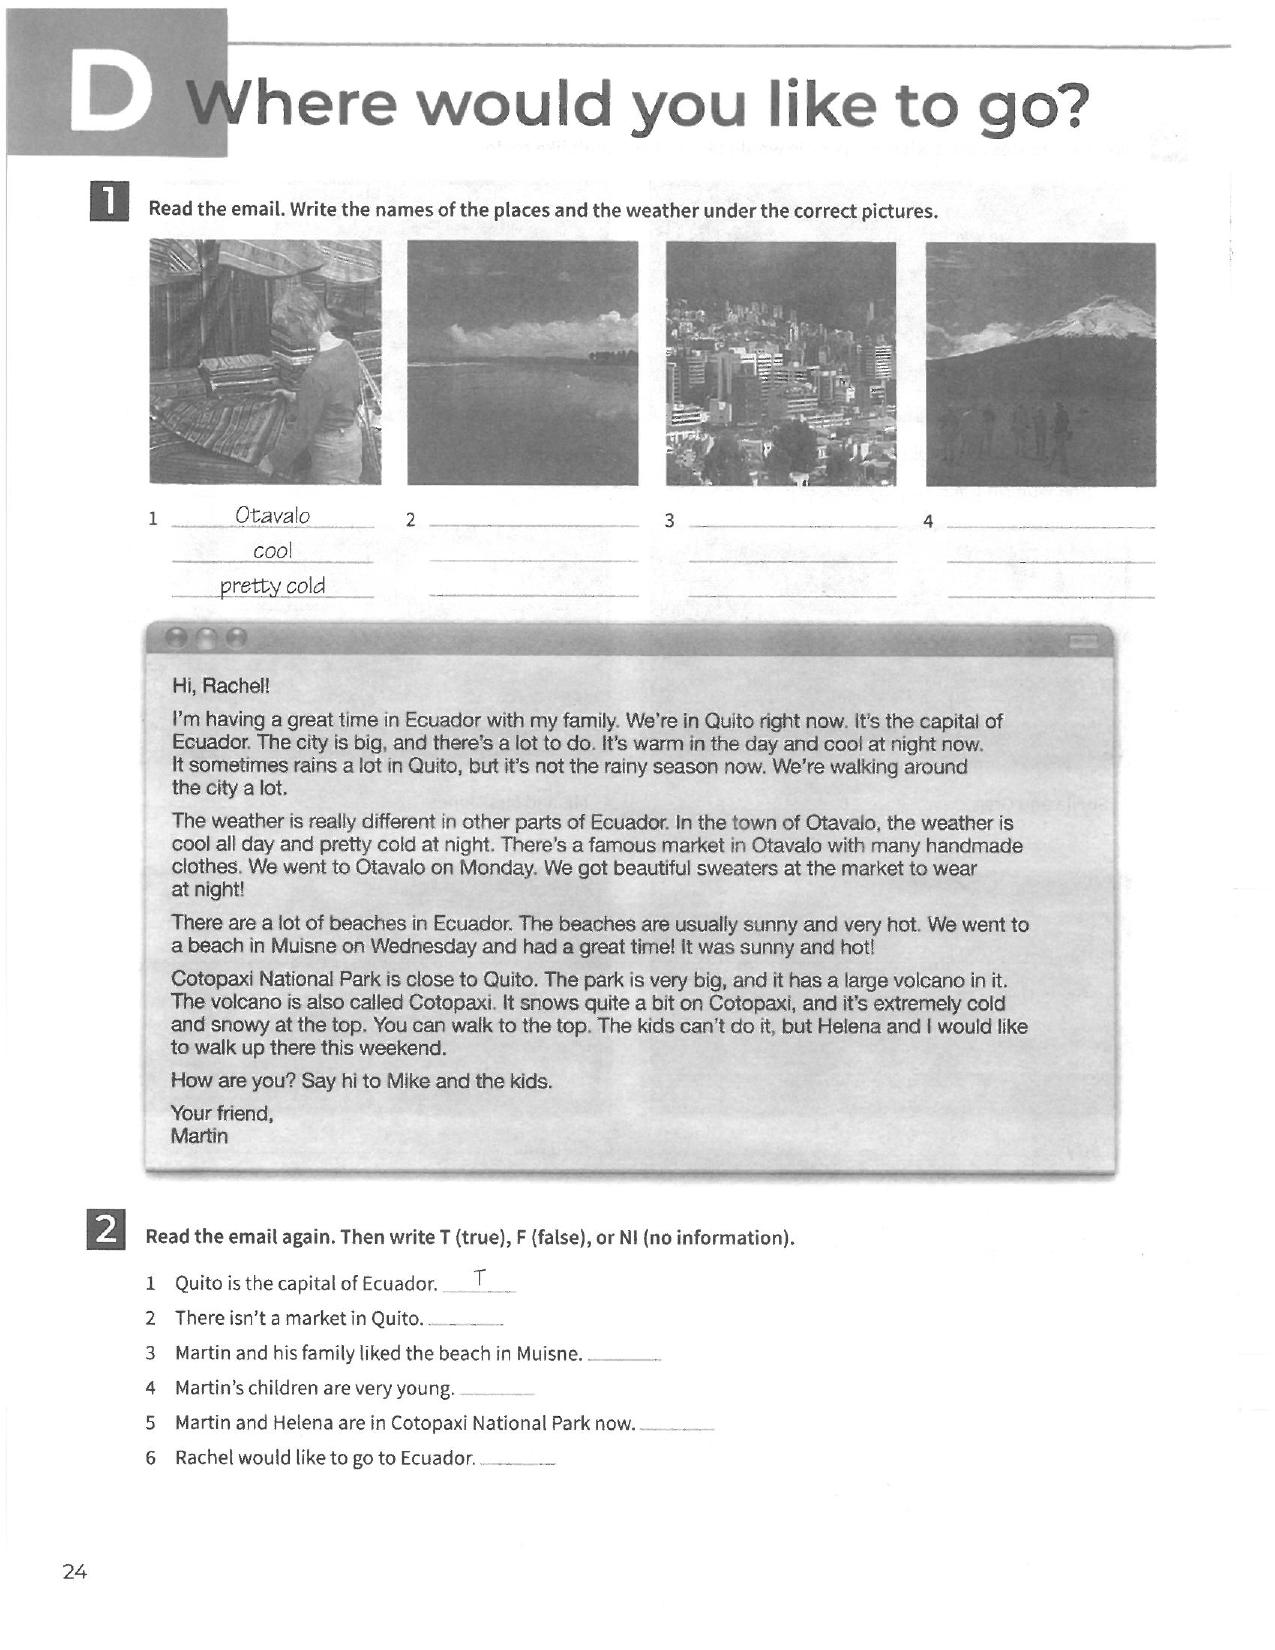 D Where would you like to go?
1 Read the email. Write the names of the places and the weather under the correct pictures.
1 Otavalo 2 3 4
cool
pretty cold
Hi, Rachel!
I'm having a great time in Ecuador with my family. We're in Quito right now. It's the capital of
Ecuador. The city is big, and there's a lot to do. It's warm in the day and cool at night now.
It sometimes rains a lot in Quito, but it's not the rainy season now. We're walking around
the city a lot.
The weather is really different in other parts of Ecuador. In the town of Otavalo, the weather is
cool all day and pretty cold at night. There's a famous market in Otavalo with many handmade
clothes. We went to Otavalo on Monday. We got beautiful sweaters at the market to wear
at night!
There are a lot of beaches in Ecuador. The beaches are usually sunny and very hot. We went to
a beach in Muisne on Wednesday and had a great time! It was sunny and hot!
Cotopaxi National Park is close to Quito. The park is very big, and it has a large volcano in it.
The volcano is also called Cotopaxi. It snows quite a bit on Cotopaxi, and it's extremely cold
and snowy at the top. You can walk to the top. The kids can't do it, but Helena and I would like
to walk up there this weekend.
How are you? Say hi to Mike and the kids.
Your friend,
Martin
2 Read the email again. Then write T (true), F (false), or NI (no information).
1 Quito is the capital of Ecuador. T
2 There isn't a market in Quito.
3 Martin and his family liked the beach in Muisne.
4 Martin's children are very young.
5 Martin and Helena are in Cotopaxi National Park now.
6 Rachel would like to go to Ecuador.
24